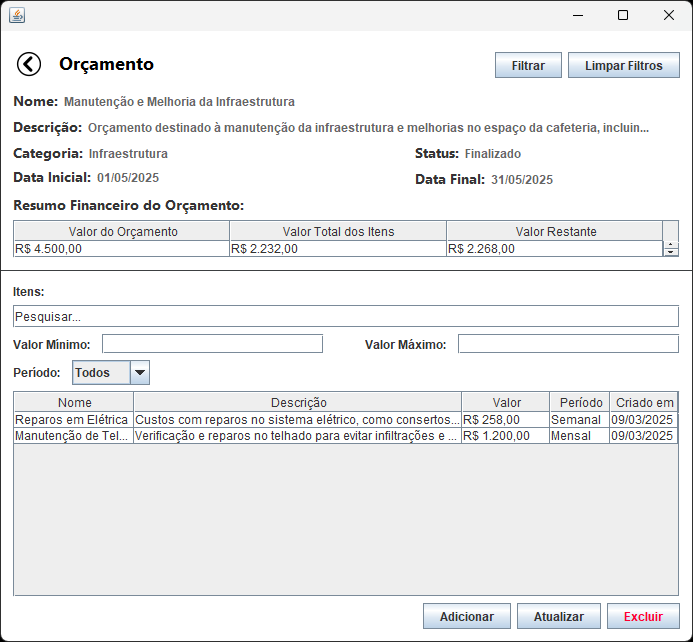 Orçamento
Filtrar
Limpar Filtros
Nome: Manutenção e Melhoria da Infraestrutura
Descrição: Orçamento destinado à manutenção da infraestrutura e melhorias no espaço da cafeteria, incluin...
Categoria: Infraestrutura
Status: Finalizado
Data Inicial: 01/05/2025
Data Final: 31/05/2025
Resumo Financeiro do Orçamento:
Valor do Orçamento Valor Total dos Itens Valor Restante
R$ 4.500,00 R$ 2.232,00 R$ 2.268,00
Itens:
Pesquisar...
Valor Mínimo:
Valor Máximo:
Período: Todos
Nome Descrição Valor Período Criado em
Reparos em Elétrica Custos com reparos no sistema elétrico, como consertos... R$ 258,00 Semanal 09/03/2025
Manutenção de Tel... Verificação e reparos no telhado para evitar infiltrações e ... R$ 1.200,00 Mensal 09/03/2025
Adicionar
Atualizar
Excluir